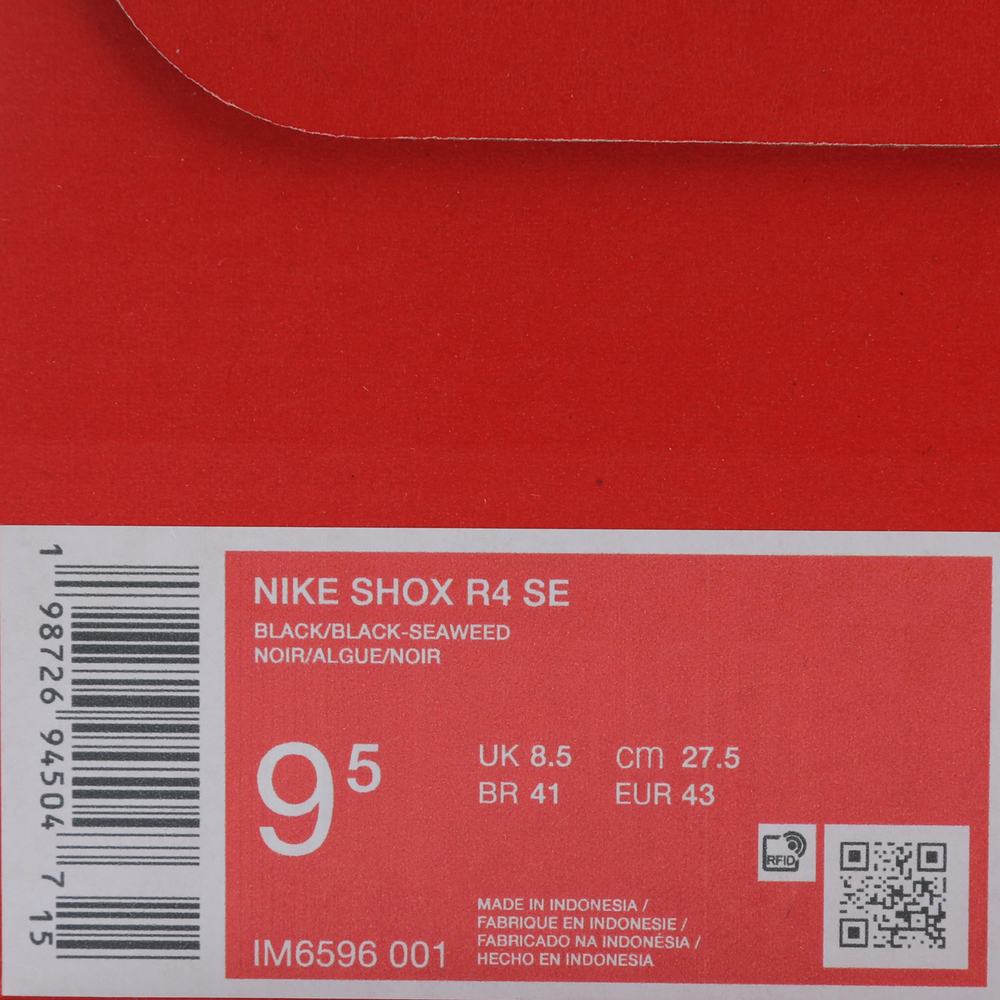 1 98726 94504 7 15
NIKE SHOX R4 SE
BLACK/BLACK-SEAWEED
NOIR/ALGUE/NOIR
9 5
UK 8.5 cm 27.5
BR 41 EUR 43
RFID
MADE IN INDONESIA /
FABRIQUE EN INDONESIE /
FABRICADO NA INDONÉSIA /
HECHO EN INDONESIA
IM6596 001